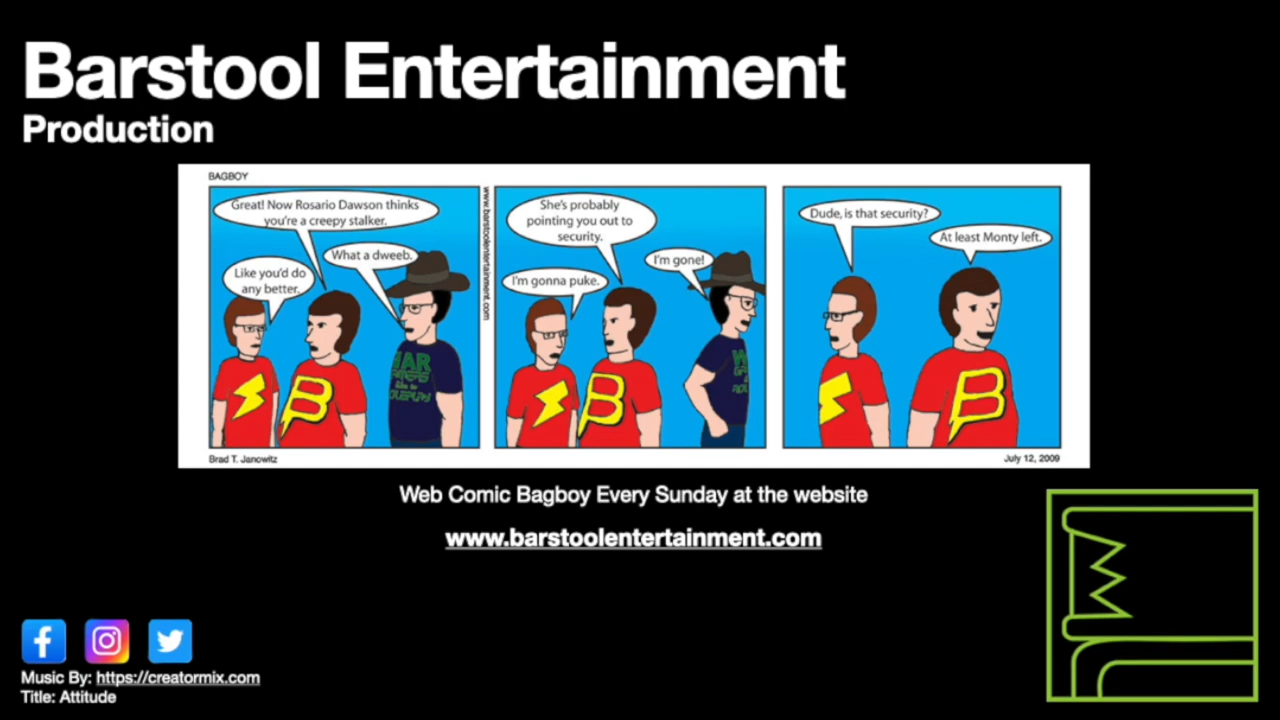 Barstool Entertainment
Production
BAGBOY
Great! Now Rosario Dawson thinks
you're a creepy stalker.
What a dweeb.
Like you'd do
any better.
www.barstoolentertainment.com
She's probably
pointing you out to
security.
I'm gone!
I'm gonna puke.
Dude, is that security?
At least Monty left.
B
B
B
Brad T. Janowitz
July 12, 2009
Web Comic Bagboy Every Sunday at the website
www.barstoolentertainment.com
Music By: https://creatormix.com
Title: Attitude